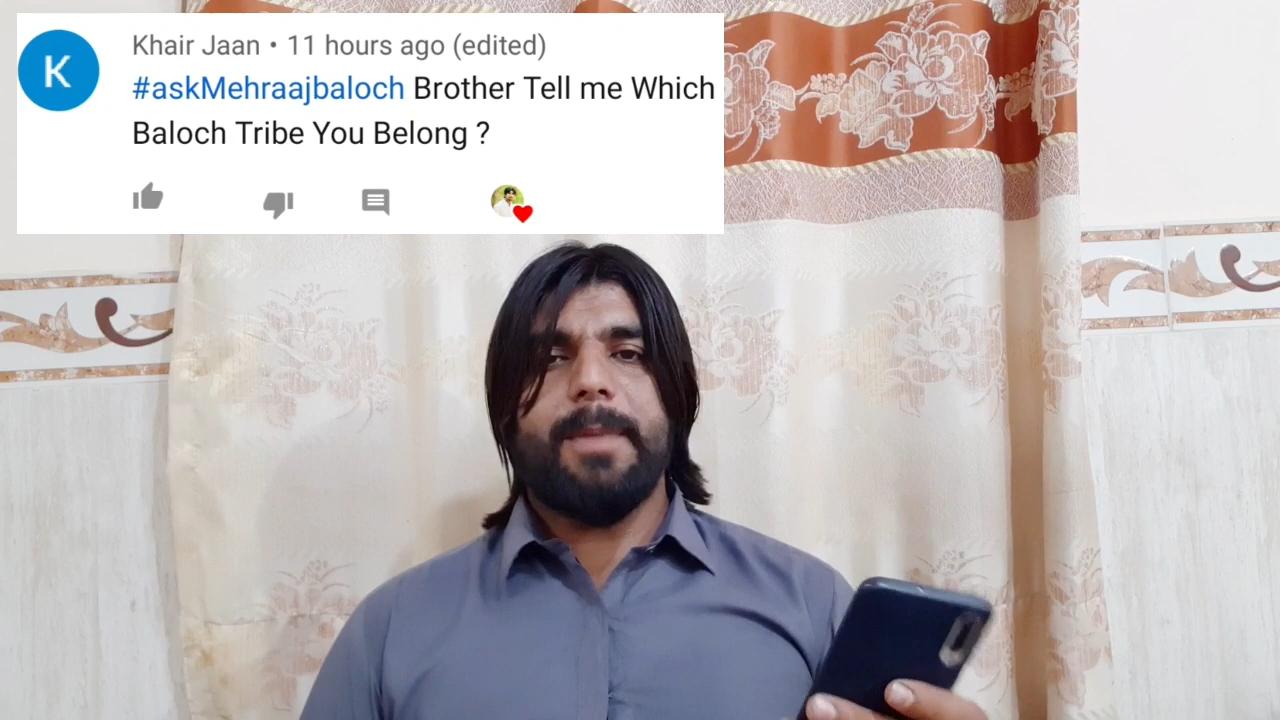 K
Khair Jaan • 11 hours ago (edited)
#askMehraajbaloch Brother Tell me Which
Baloch Tribe You Belong ?